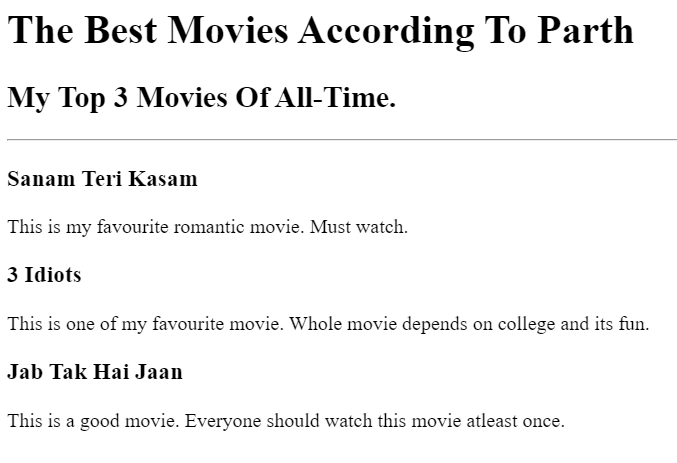 The Best Movies According To Parth
My Top 3 Movies Of All-Time.
Sanam Teri Kasam
This is my favourite romantic movie. Must watch.
3 Idiots
This is one of my favourite movie. Whole movie depends on college and its fun.
Jab Tak Hai Jaan
This is a good movie. Everyone should watch this movie atleast once.